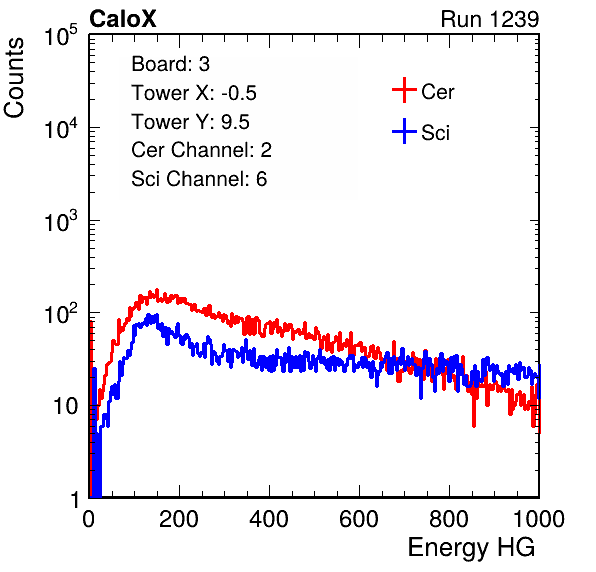 CaloX
Run 1239
Counts
Board: 3
Tower X: -0.5
Tower Y: 9.5
Cer Channel: 2
Sci Channel: 6
Cer
Sci
10^5
10^4
10^3
10^2
10
1
0 200 400 600 800 1000
Energy HG